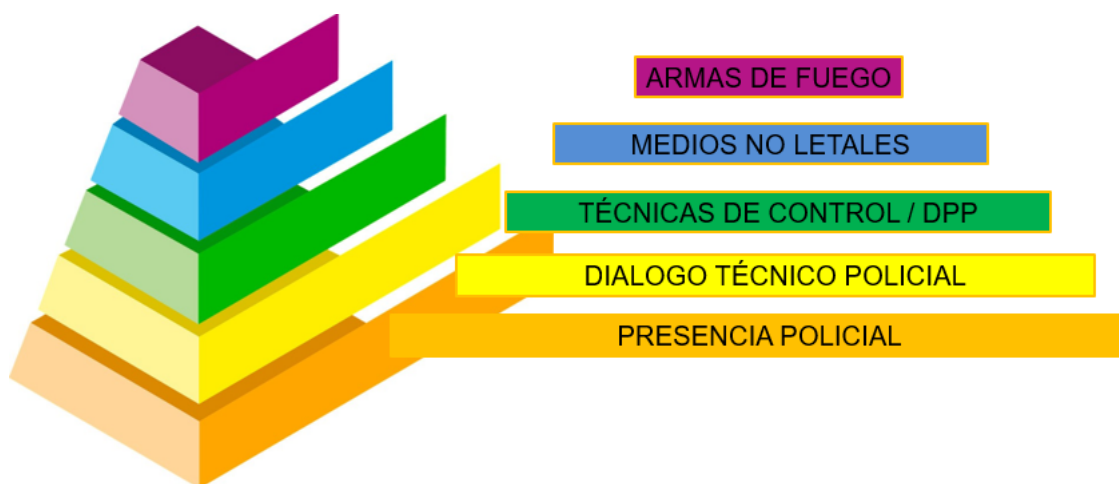 ARMAS DE FUEGO
MEDIOS NO LETALES
TÉCNICAS DE CONTROL / DPP
DIALOGO TÉCNICO POLICIAL
PRESENCIA POLICIAL